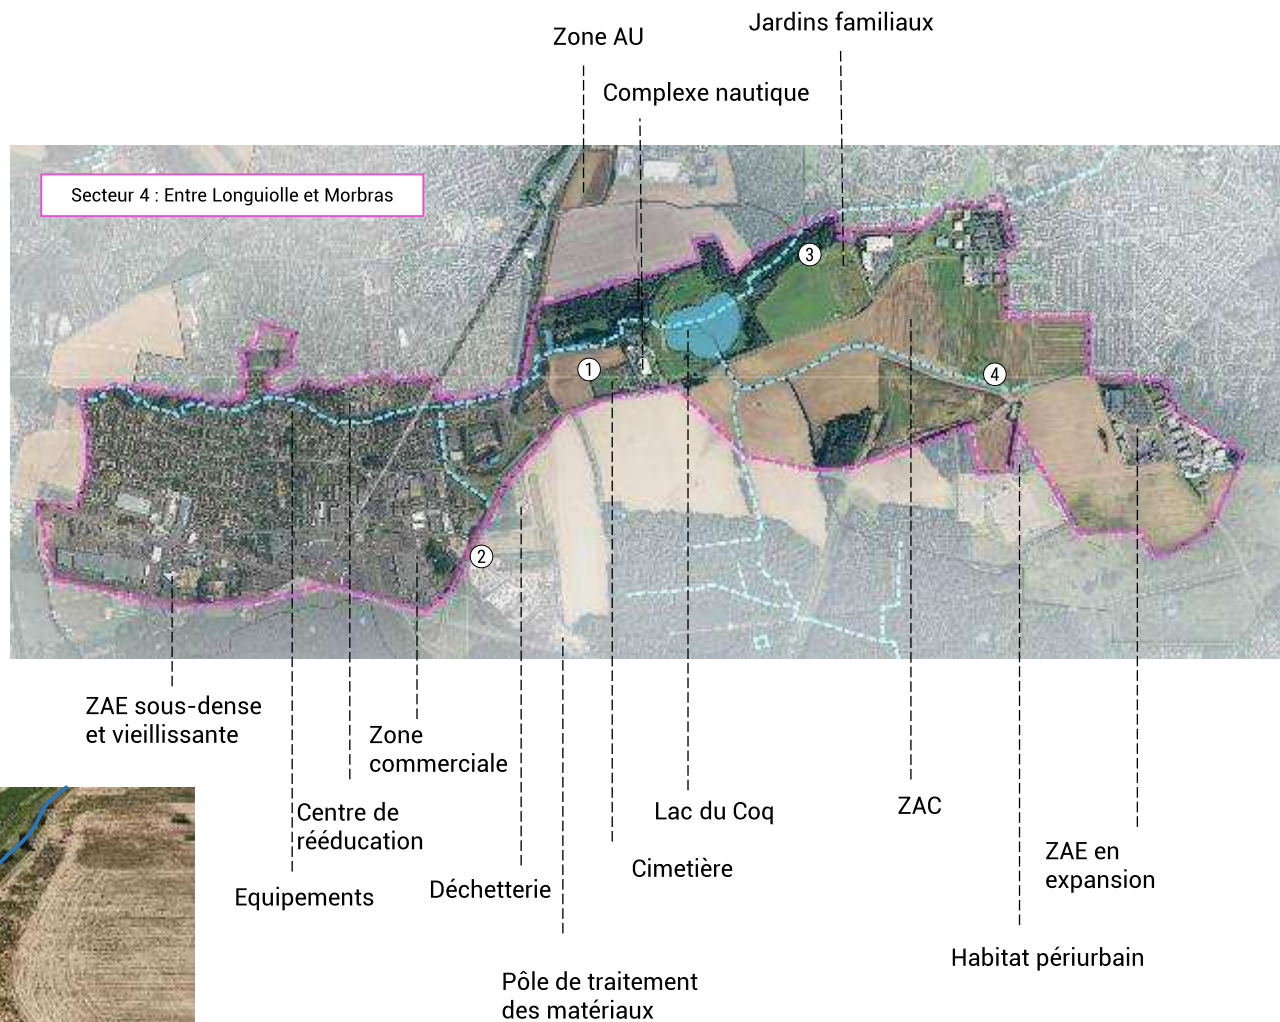 Jardins familiaux
Zone AU
Complexe nautique
Secteur 4 : Entre Longuiolle et Morbras
3
1
4
2
ZAE sous-dense
et vieillissante
Zone
commerciale
Centre de
rééducation
Equipements
Déchetterie
Pôle de traitement
des matériaux
Cimetière
Lac du Coq
ZAC
ZAE en
expansion
Habitat périurbain